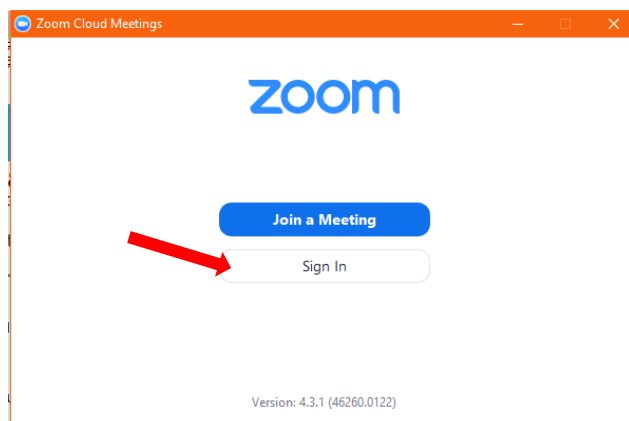 Zoom Cloud Meetings
zoom
Join a Meeting
Sign In
Version: 4.3.1 (46260.0122)